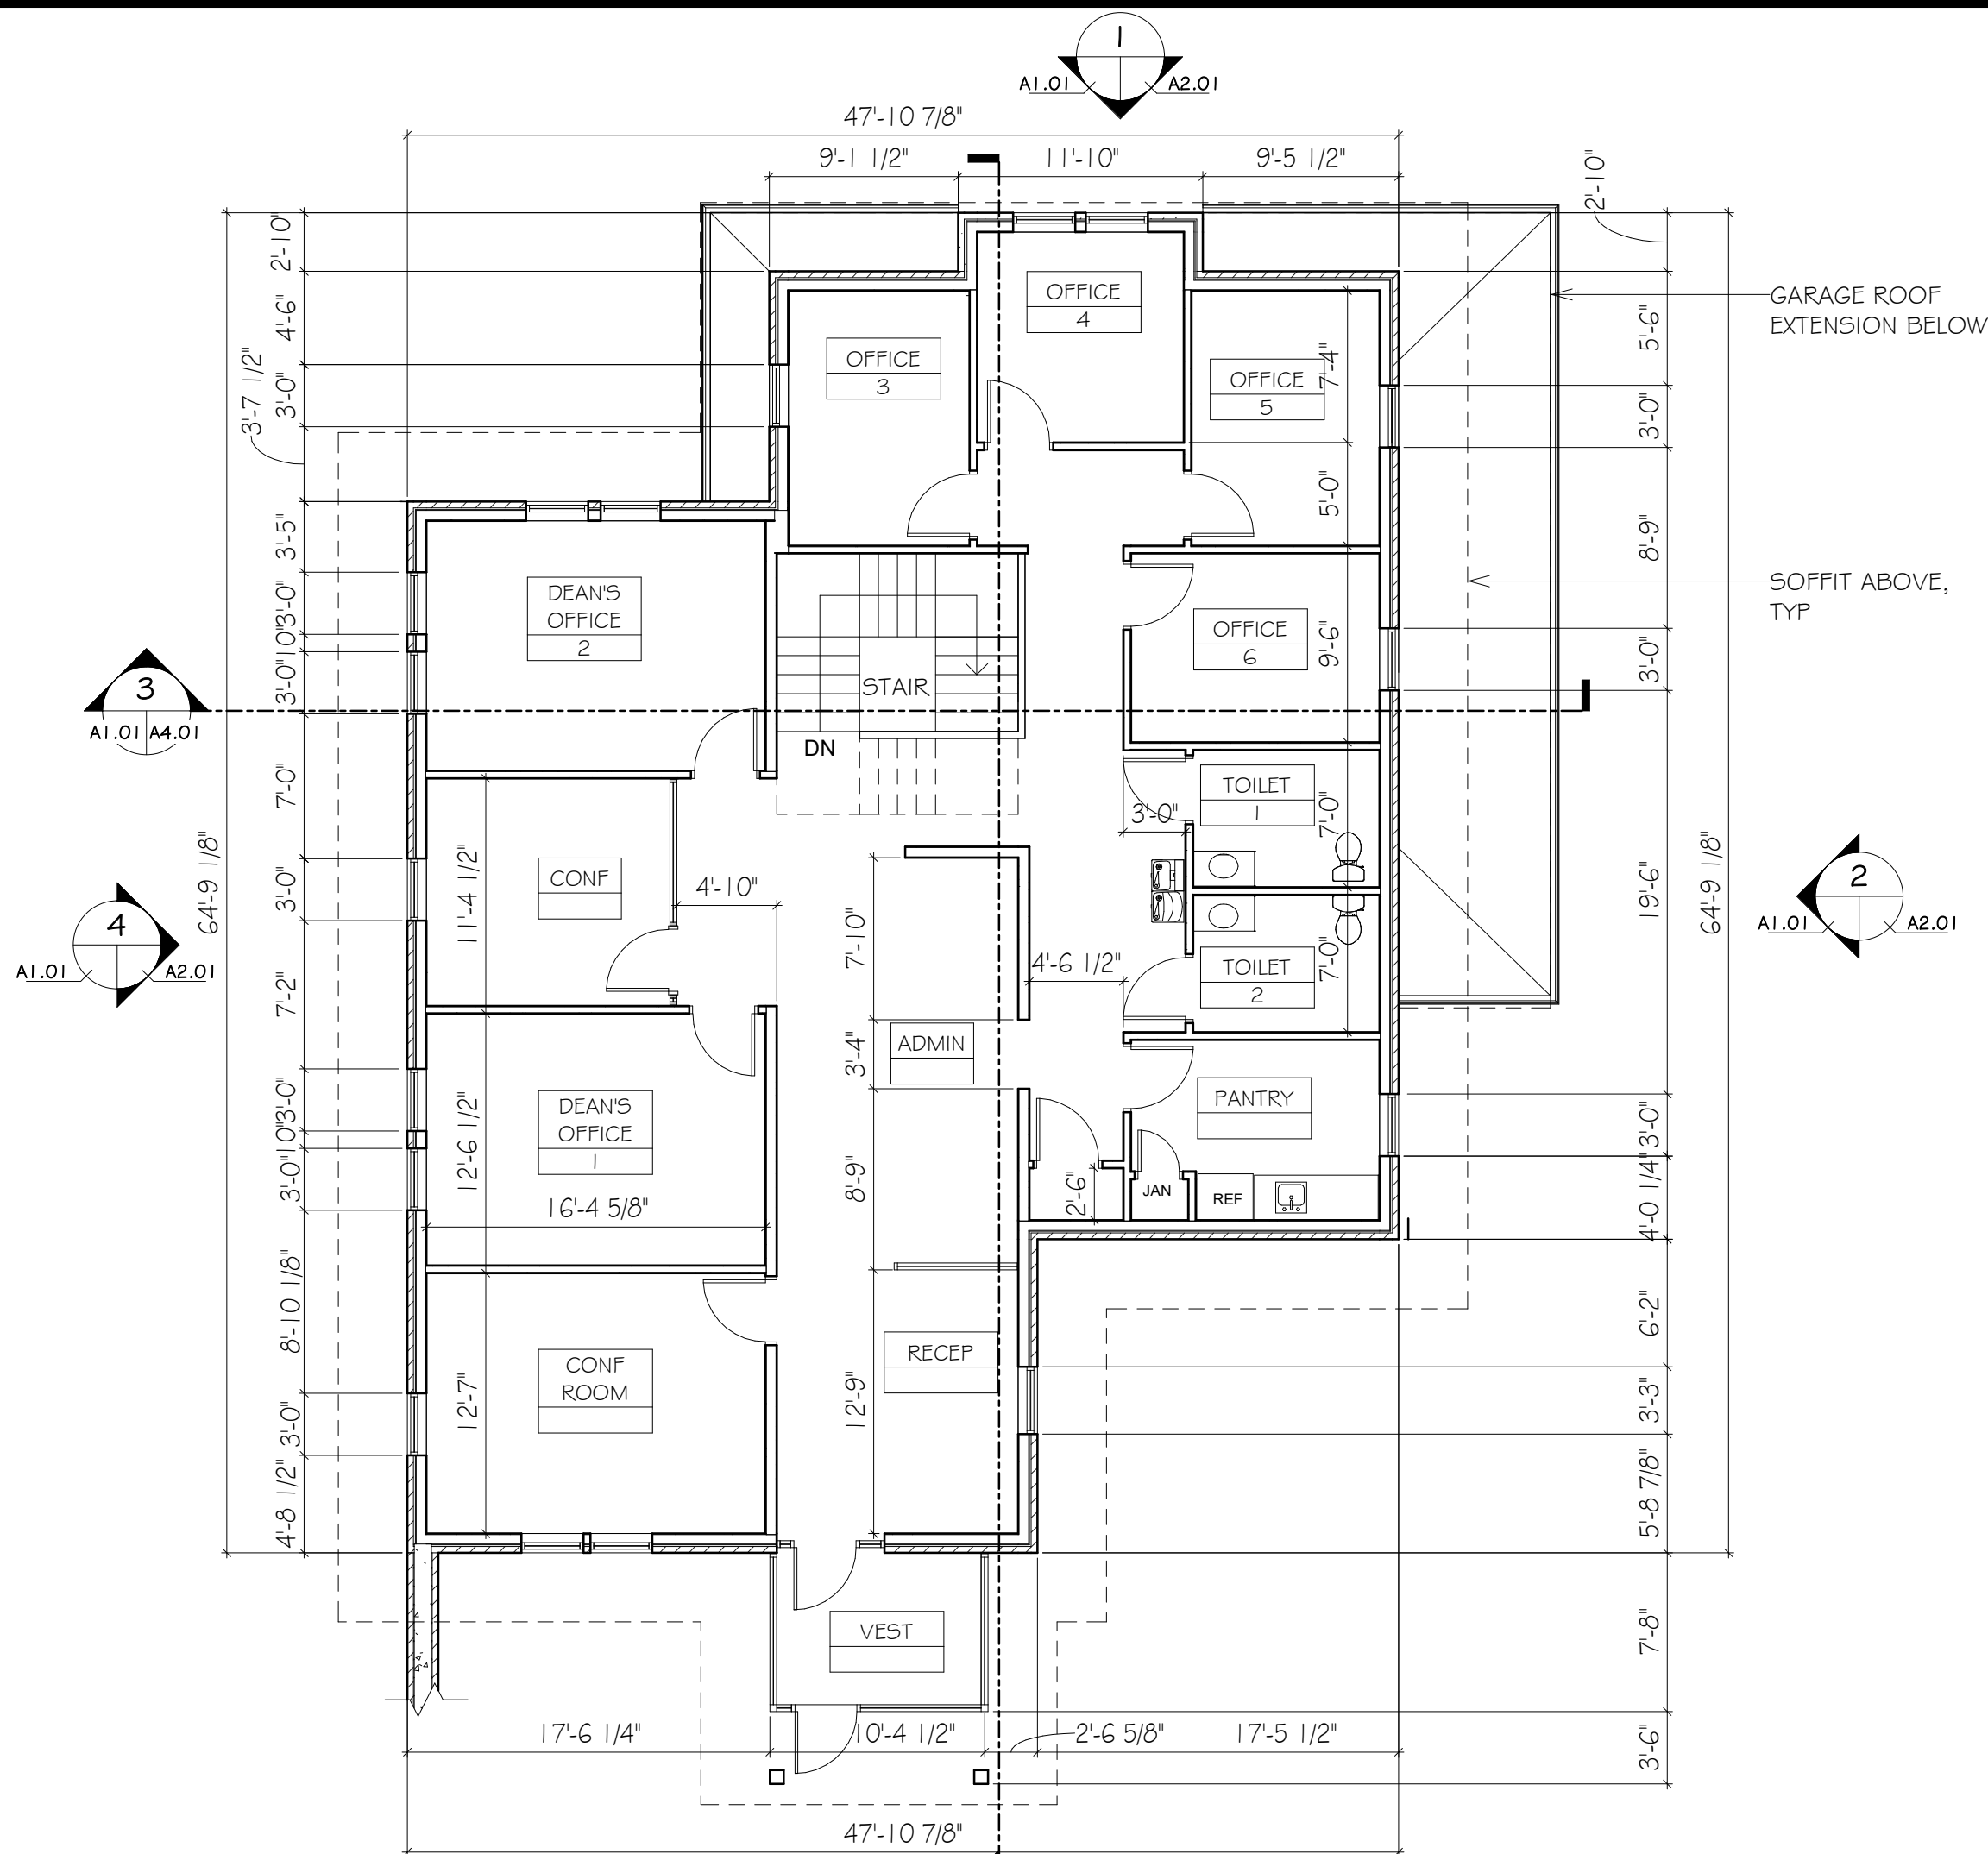 1
A1.01 A2.01
47'-10 7/8"
9'-1 1/2" 11'-10" 9'-5 1/2"
2'-10"
2'-10"
4'-6"
3'-0"
3'-7 1/2"
3'-5"
3'-0"
10"
3'-0"
7'-0"
3'-0"
7'-2"
3'-0"
10"
3'-0"
8'-10 1/8"
3'-0"
4'-8 1/2"
64'-9 1/8"
3
A1.01 A4.01
4
A1.01 A2.01
OFFICE
3
OFFICE
4
OFFICE
5
7'-4"
5'-0"
DEAN'S
OFFICE
2
STAIR
DN
OFFICE
6
9'-6"
TOILET
1
7'-0"
3'-0"
CONF
11'-4 1/2"
4'-10"
7'-10"
4'-6 1/2"
TOILET
2
7'-0"
ADMIN
3'-4"
DEAN'S
OFFICE
1
12'-6 1/2"
16'-4 5/8"
8'-9"
PANTRY
2'-6"
JAN
REF
CONF
ROOM
12'-7"
RECEP
12'-9"
VEST
GARAGE ROOF
EXTENSION BELOW
SOFFIT ABOVE,
TYP
5'-6"
3'-0"
8'-9"
3'-0"
19'-6"
3'-0"
4'-0 1/4"
6'-2"
3'-3"
5'-8 7/8"
7'-8"
3'-6"
64'-9 1/8"
2
A1.01 A2.01
17'-6 1/4" 10'-4 1/2" 2'-6 5/8" 17'-5 1/2"
47'-10 7/8"